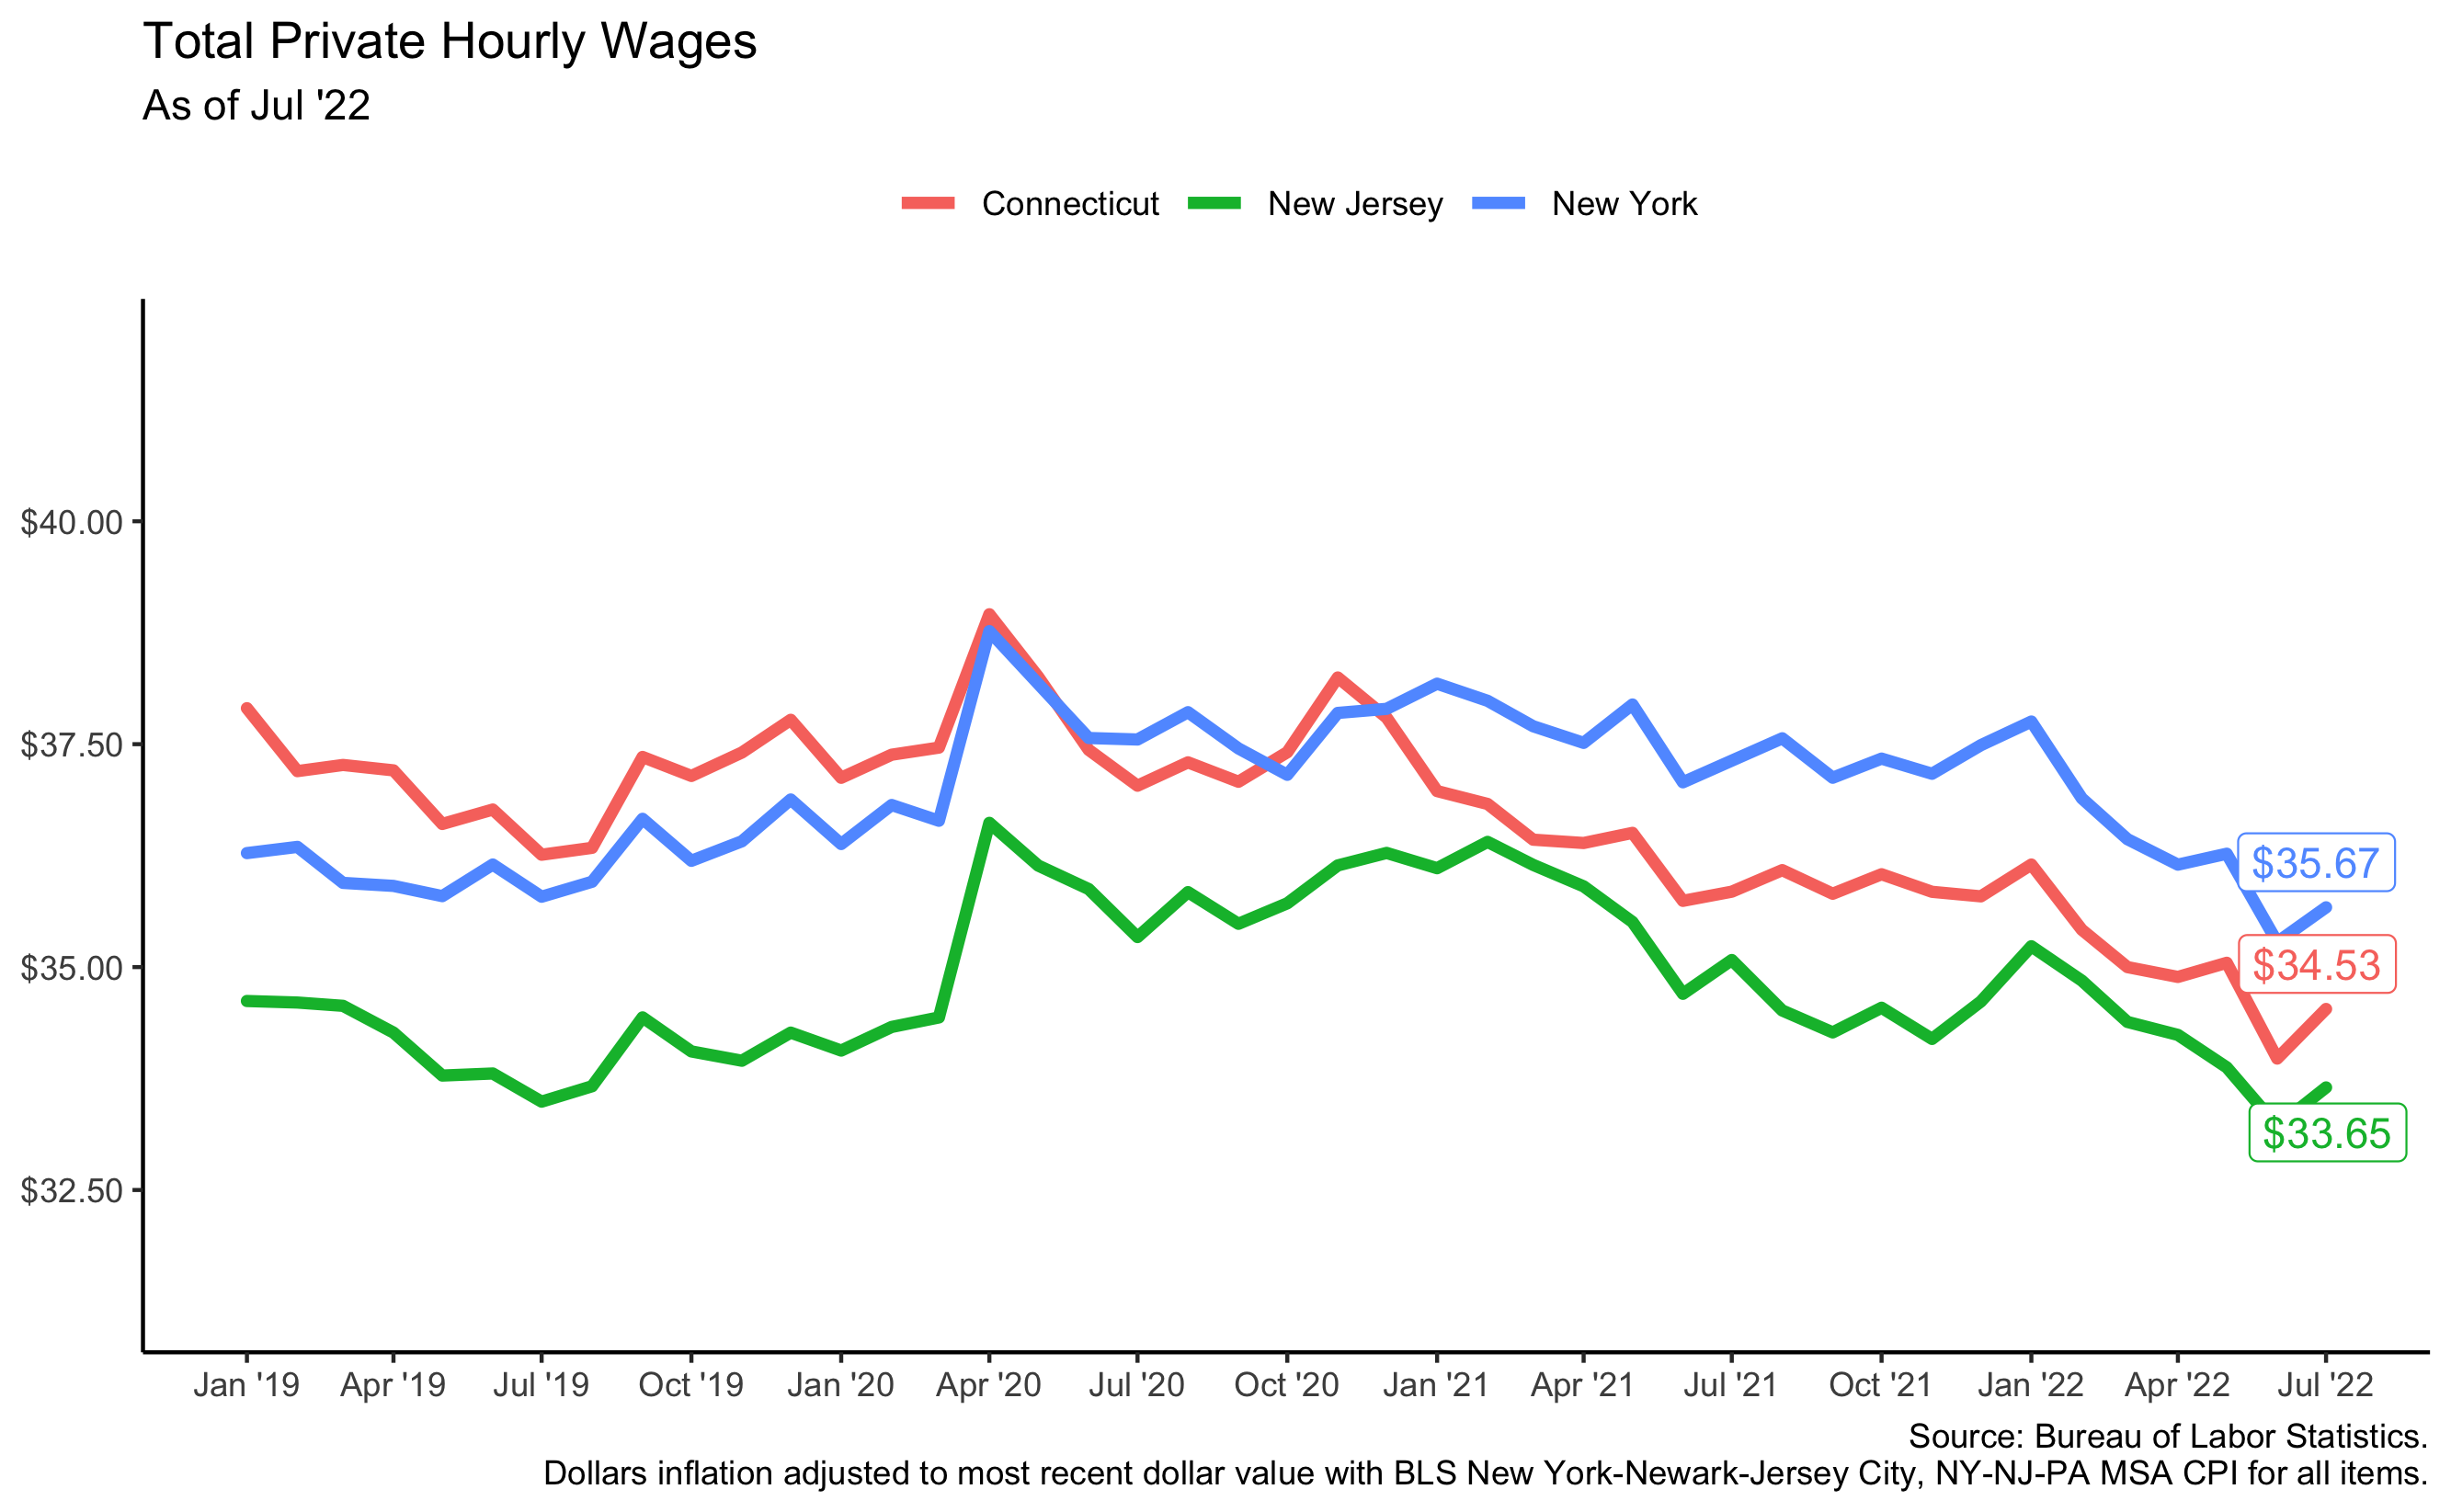 Total Private Hourly Wages
As of Jul '22
Connecticut New Jersey New York
$40.00
$37.50
$35.00
$32.50
$35.67
$34.53
$33.65
Jan '19 Apr '19 Jul '19 Oct '19 Jan '20 Apr '20 Jul '20 Oct '20 Jan '21 Apr '21 Jul '21 Oct '21 Jan '22 Apr '22 Jul '22
Source: Bureau of Labor Statistics.
Dollars inflation adjusted to most recent dollar value with BLS New York-Newark-Jersey City, NY-NJ-PA MSA CPI for all items.